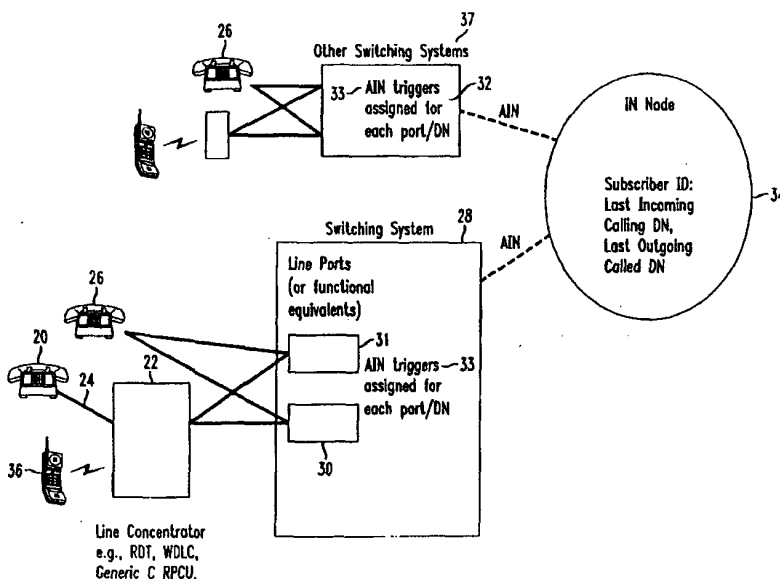 37
26
Other Switching Systems
33
AIN triggers
assigned for
each port/DN
32
AIN
iN Node
Subscriber ID:
Last Incoming
Calling DN,
Last Outgoing
Called DN
34
Switching System
28
AIN
Line Ports
(or functional
equivalents)
26
31
20
22
24
AIN triggers
33
assigned for
each port/DN
30
36
Line Concentrator
e.g., RDT, WDLC,
Generic C RPCU.